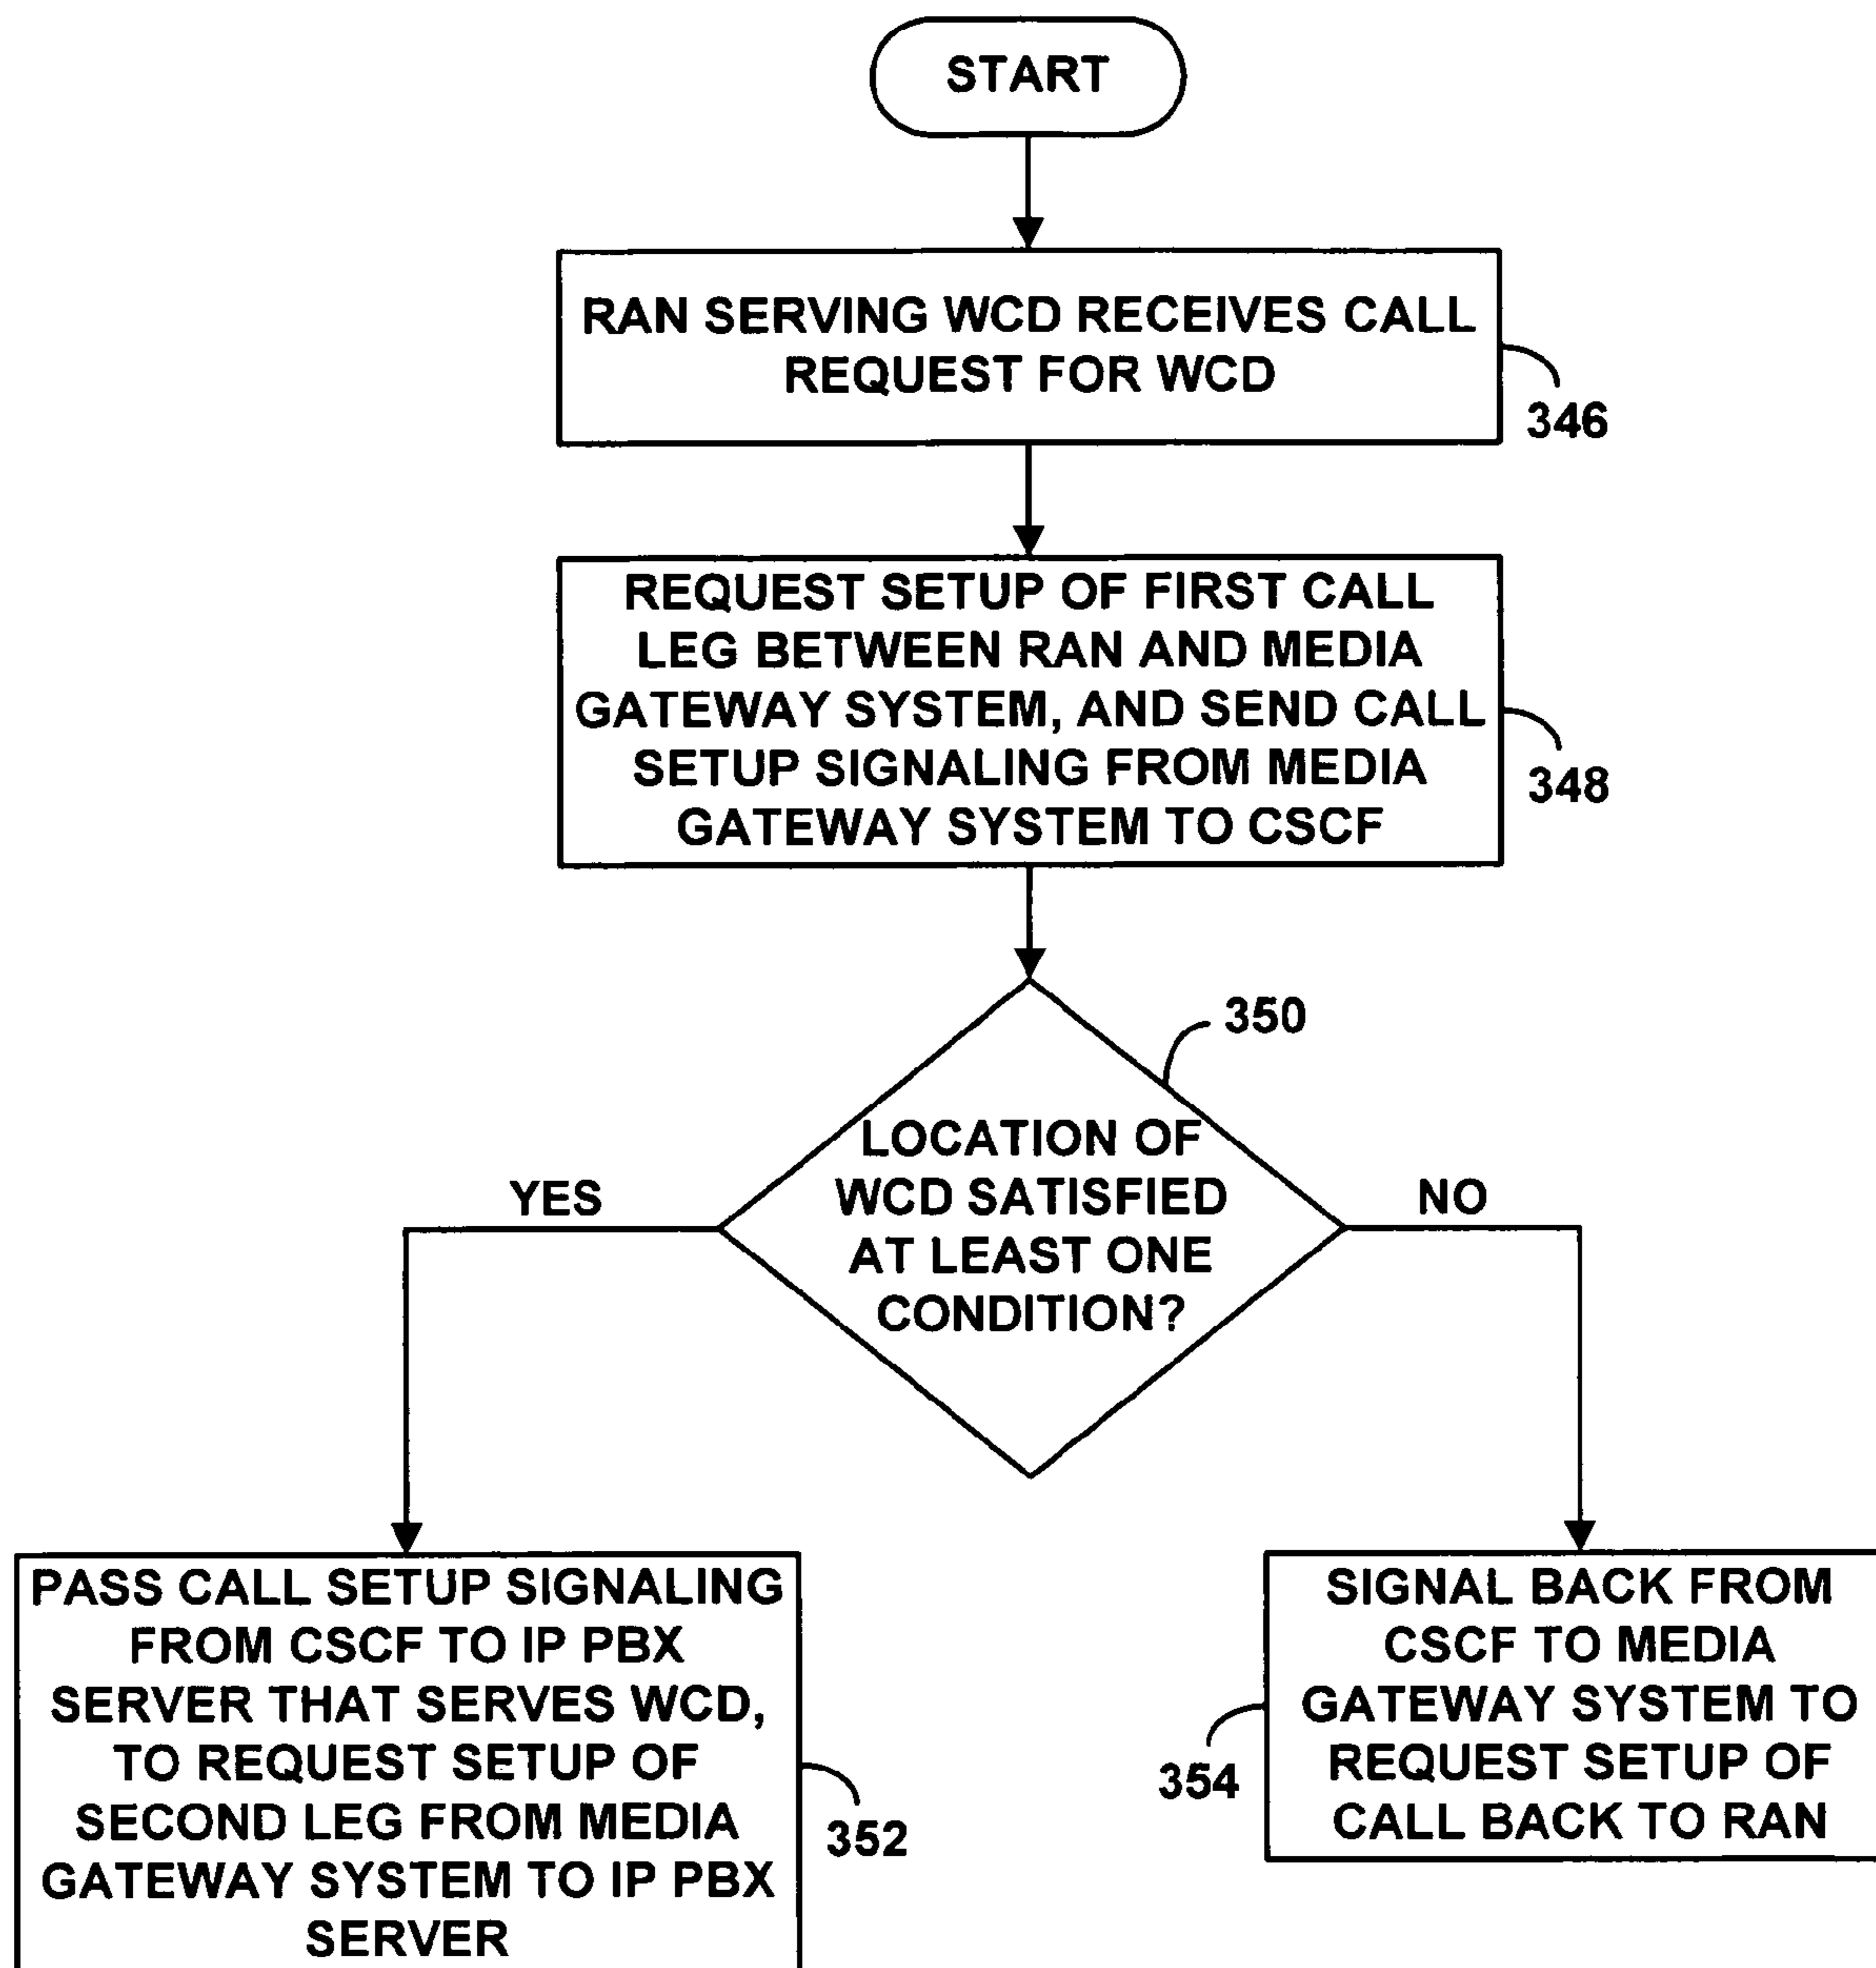 START
RAN SERVING WCD RECEIVES CALL
REQUEST FOR WCD
346
REQUEST SETUP OF FIRST CALL
LEG BETWEEN RAN AND MEDIA
GATEWAY SYSTEM, AND SEND CALL
SETUP SIGNALING FROM MEDIA
GATEWAY SYSTEM TO CSCF
348
350
LOCATION OF
WCD SATISFIED
AT LEAST ONE
CONDITION?
YES
NO
PASS CALL SETUP SIGNALING
FROM CSCF TO IP PBX
SERVER THAT SERVES WCD,
TO REQUEST SETUP OF
SECOND LEG FROM MEDIA
GATEWAY SYSTEM TO IP PBX
SERVER
352
SIGNAL BACK FROM
CSCF TO MEDIA
GATEWAY SYSTEM TO
REQUEST SETUP OF
CALL BACK TO RAN
354